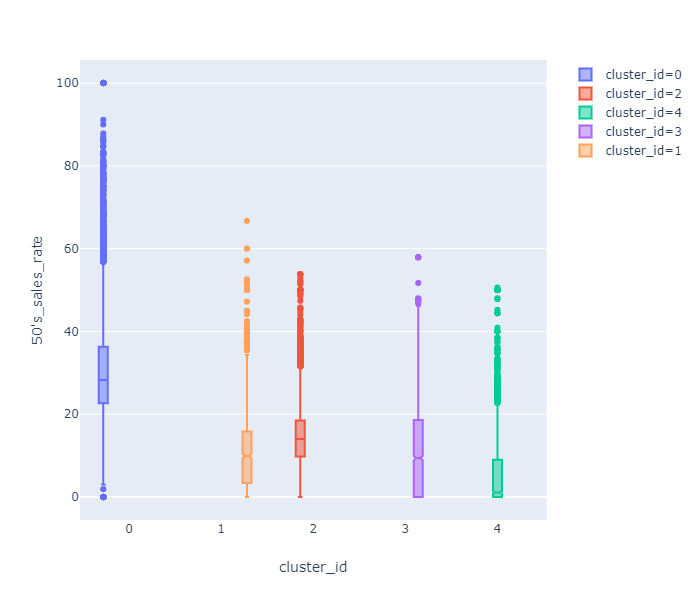 100
80
60
40
20
0
50's_sales_rate
0 1 2 3 4
cluster_id
cluster_id=0
cluster_id=2
cluster_id=4
cluster_id=3
cluster_id=1